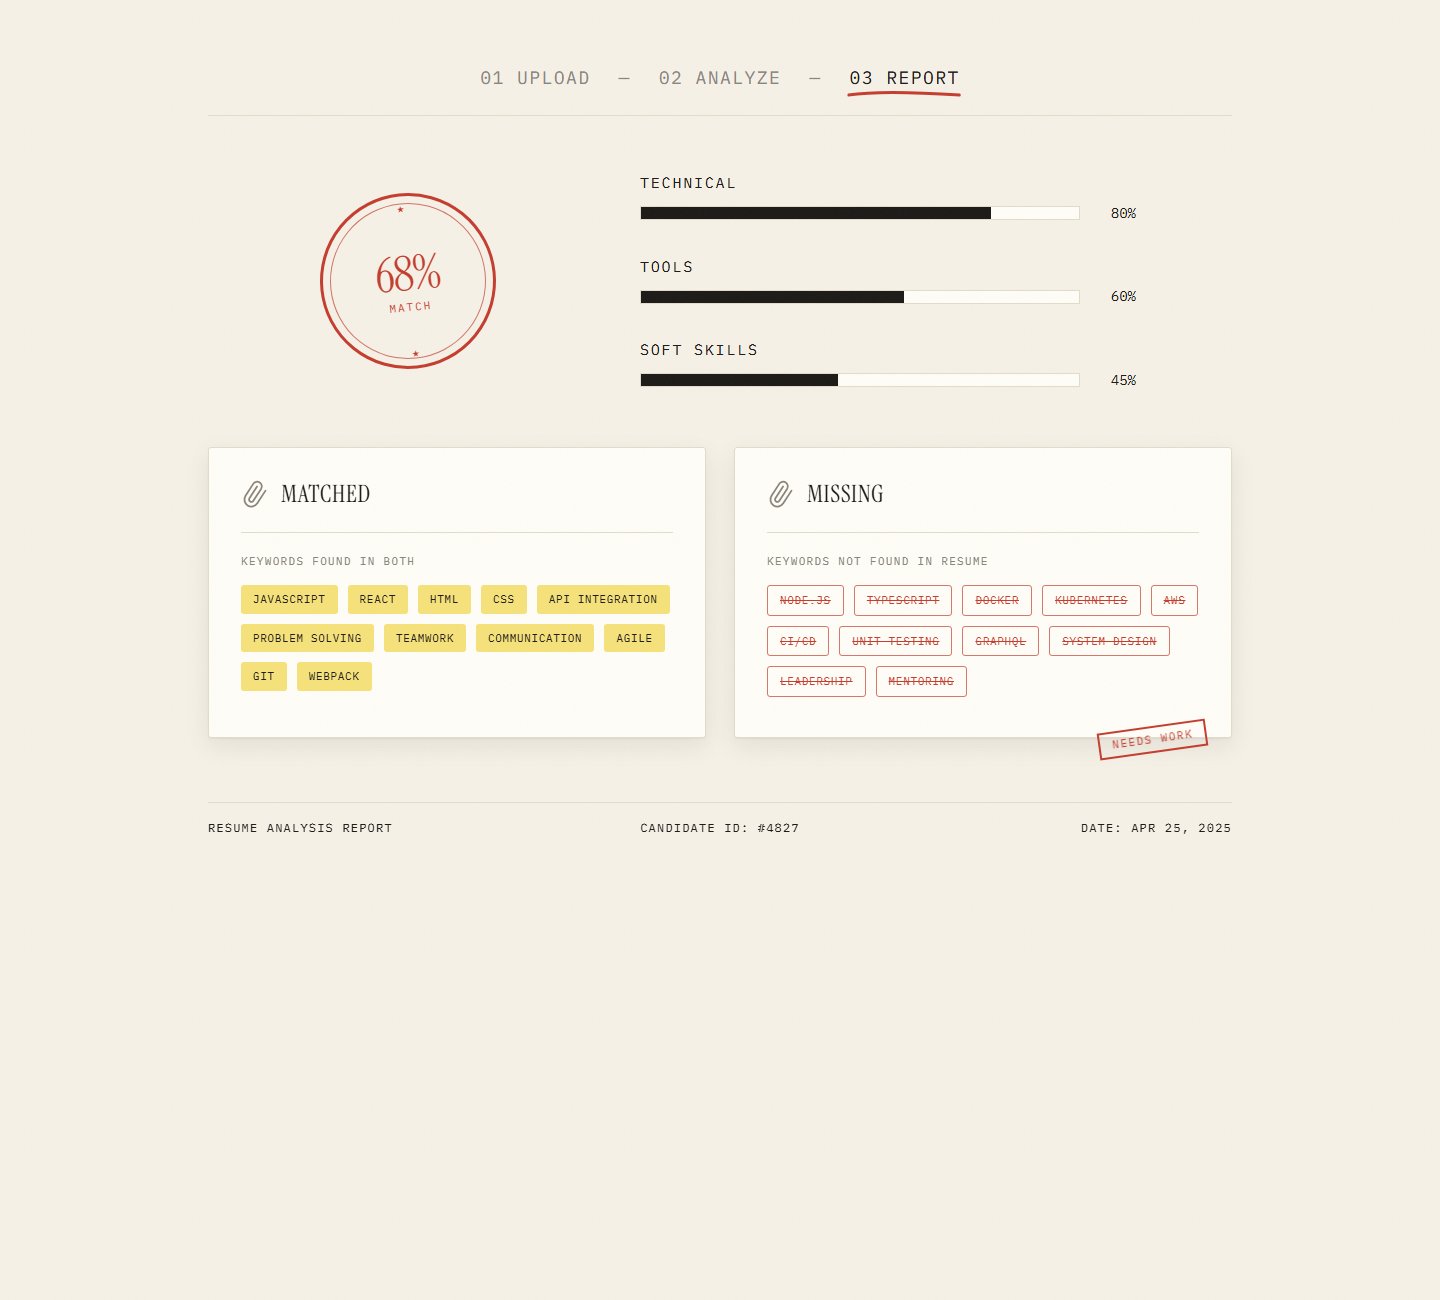 01 UPLOAD — 02 ANALYZE — 03 REPORT
68%
MATCH
TECHNICAL
80%
TOOLS
60%
SOFT SKILLS
45%
MATCHED
KEYWORDS FOUND IN BOTH
JAVASCRIPT REACT HTML CSS API INTEGRATION
PROBLEM SOLVING TEAMWORK COMMUNICATION AGILE
GIT WEBPACK
MISSING
KEYWORDS NOT FOUND IN RESUME
NODE.JS TYPESCRIPT DOCKER KUBERNETES AWS
CI/CD UNIT TESTING GRAPHQL SYSTEM DESIGN
LEADERSHIP MENTORING
NEEDS WORK
RESUME ANALYSIS REPORT CANDIDATE ID: #4827 DATE: APR 25, 2025